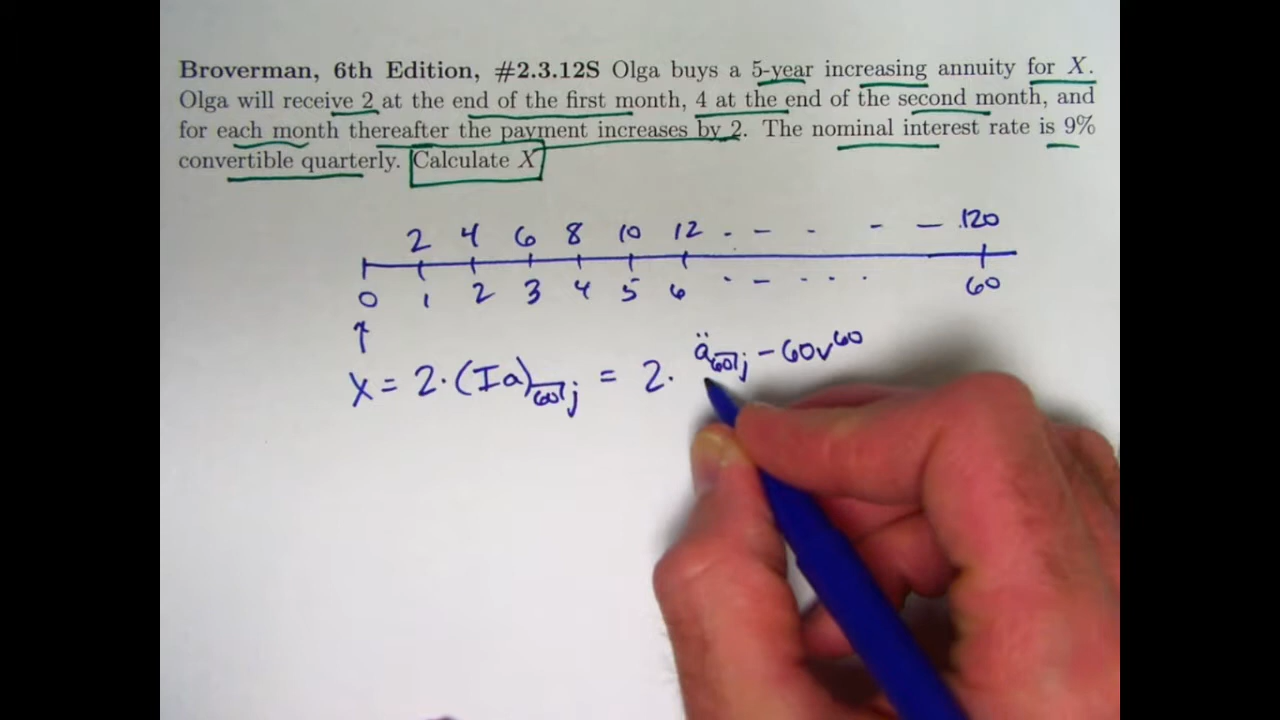 Broverman, 6th Edition, #2.3.12S Olga buys a 5-year increasing annuity for X.
Olga will receive 2 at the end of the first month, 4 at the end of the second month, and
for each month thereafter the payment increases by 2. The nominal interest rate is 9%
convertible quarterly. Calculate X
2 4 6 8 10 12 . – . – – 120
0 1 2 3 4 5 6 . – . . . 60
↑
X = 2·(Ia)60⌉j = 2· ä60⌉j – 60v^60